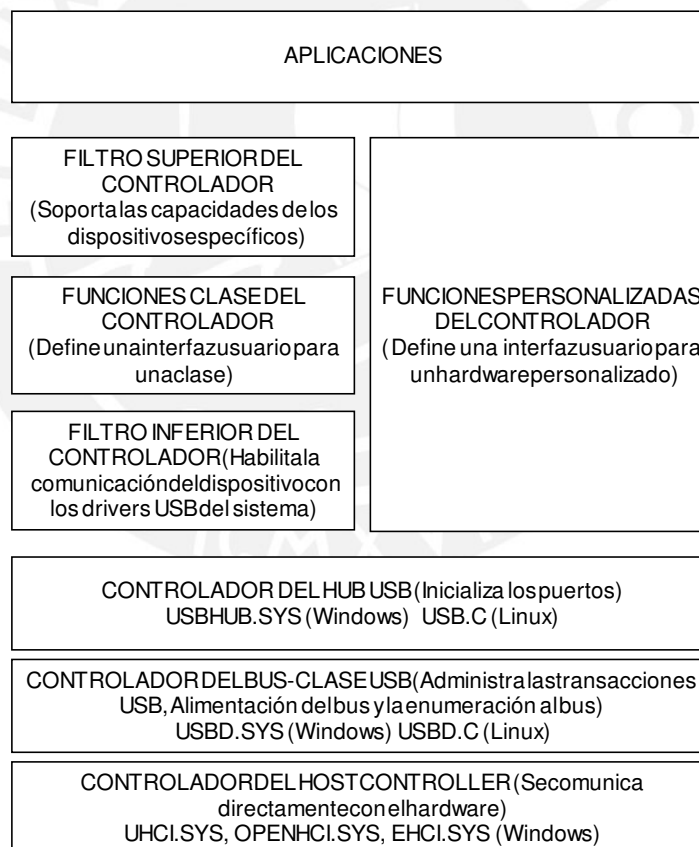 APLICACIONES
FILTRO SUPERIOR DEL
CONTROLADOR
(Soporta las capacidades de los
dispositivos específicos)
FUNCIONES CLASE DEL
CONTROLADOR
(Define una interfaz usuario para
una clase)
FILTRO INFERIOR DEL
CONTROLADOR (Habilita la
comunicación del dispositivo con
los drivers USB del sistema)
FUNCIONES PERSONALIZADAS
DEL CONTROLADOR
(Define una interfaz usuario para
un hardware personalizado)
CONTROLADOR DEL HUB USB (Inicializa los puertos)
USBHUB.SYS (Windows) USB.C (Linux)
CONTROLADOR DEL BUS-CLASE USB (Administra las transacciones
USB, Alimentación del bus y la enumeración al bus)
USBD.SYS (Windows) USBD.C (Linux)
CONTROLADOR DEL HOST CONTROLLER (Se comunica
directamente con el hardware)
UHCI.SYS, OPENHCI.SYS, EHCI.SYS (Windows)